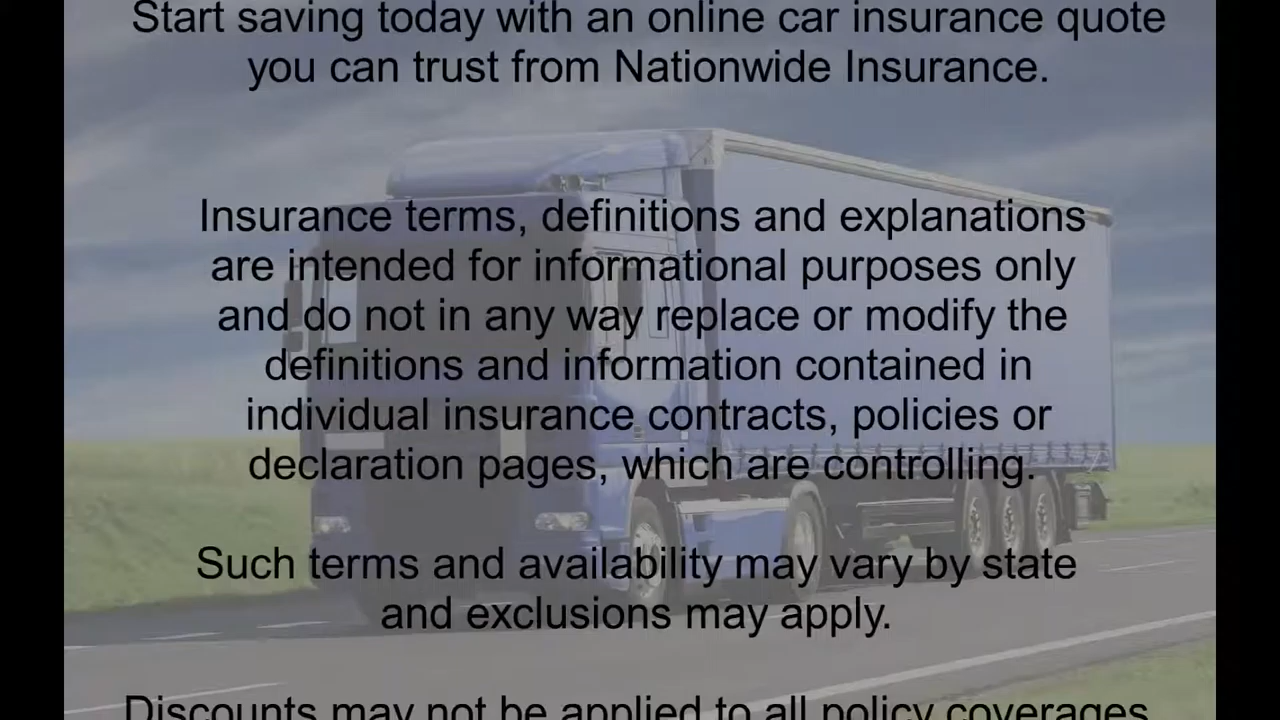 Start saving today with an online car insurance quote
you can trust from Nationwide Insurance.
Insurance terms, definitions and explanations
are intended for informational purposes only
and do not in any way replace or modify the
definitions and information contained in
individual insurance contracts, policies or
declaration pages, which are controlling.
Such terms and availability may vary by state
and exclusions may apply.
Discounts may not be applied to all policy coverages